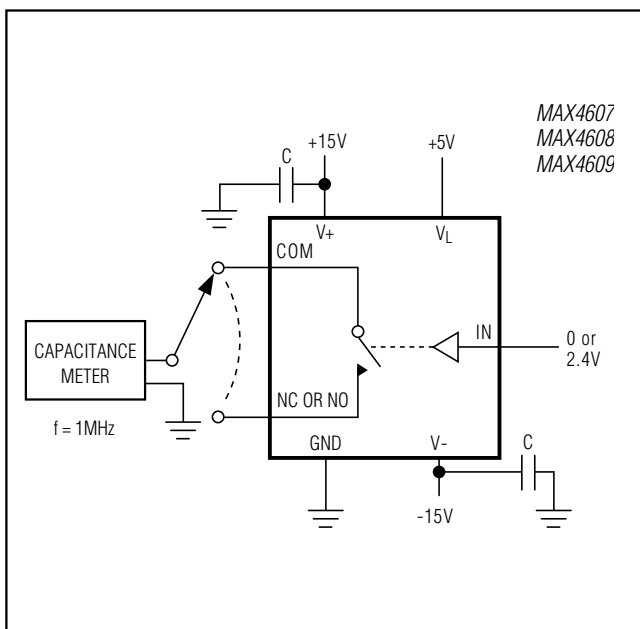 MAX4607
MAX4608
MAX4609
C
+15V
+5V
V+
VL
COM
IN
0 or
2.4V
CAPACITANCE
METER
f = 1MHz
NC OR NO
GND
V-
C
-15V